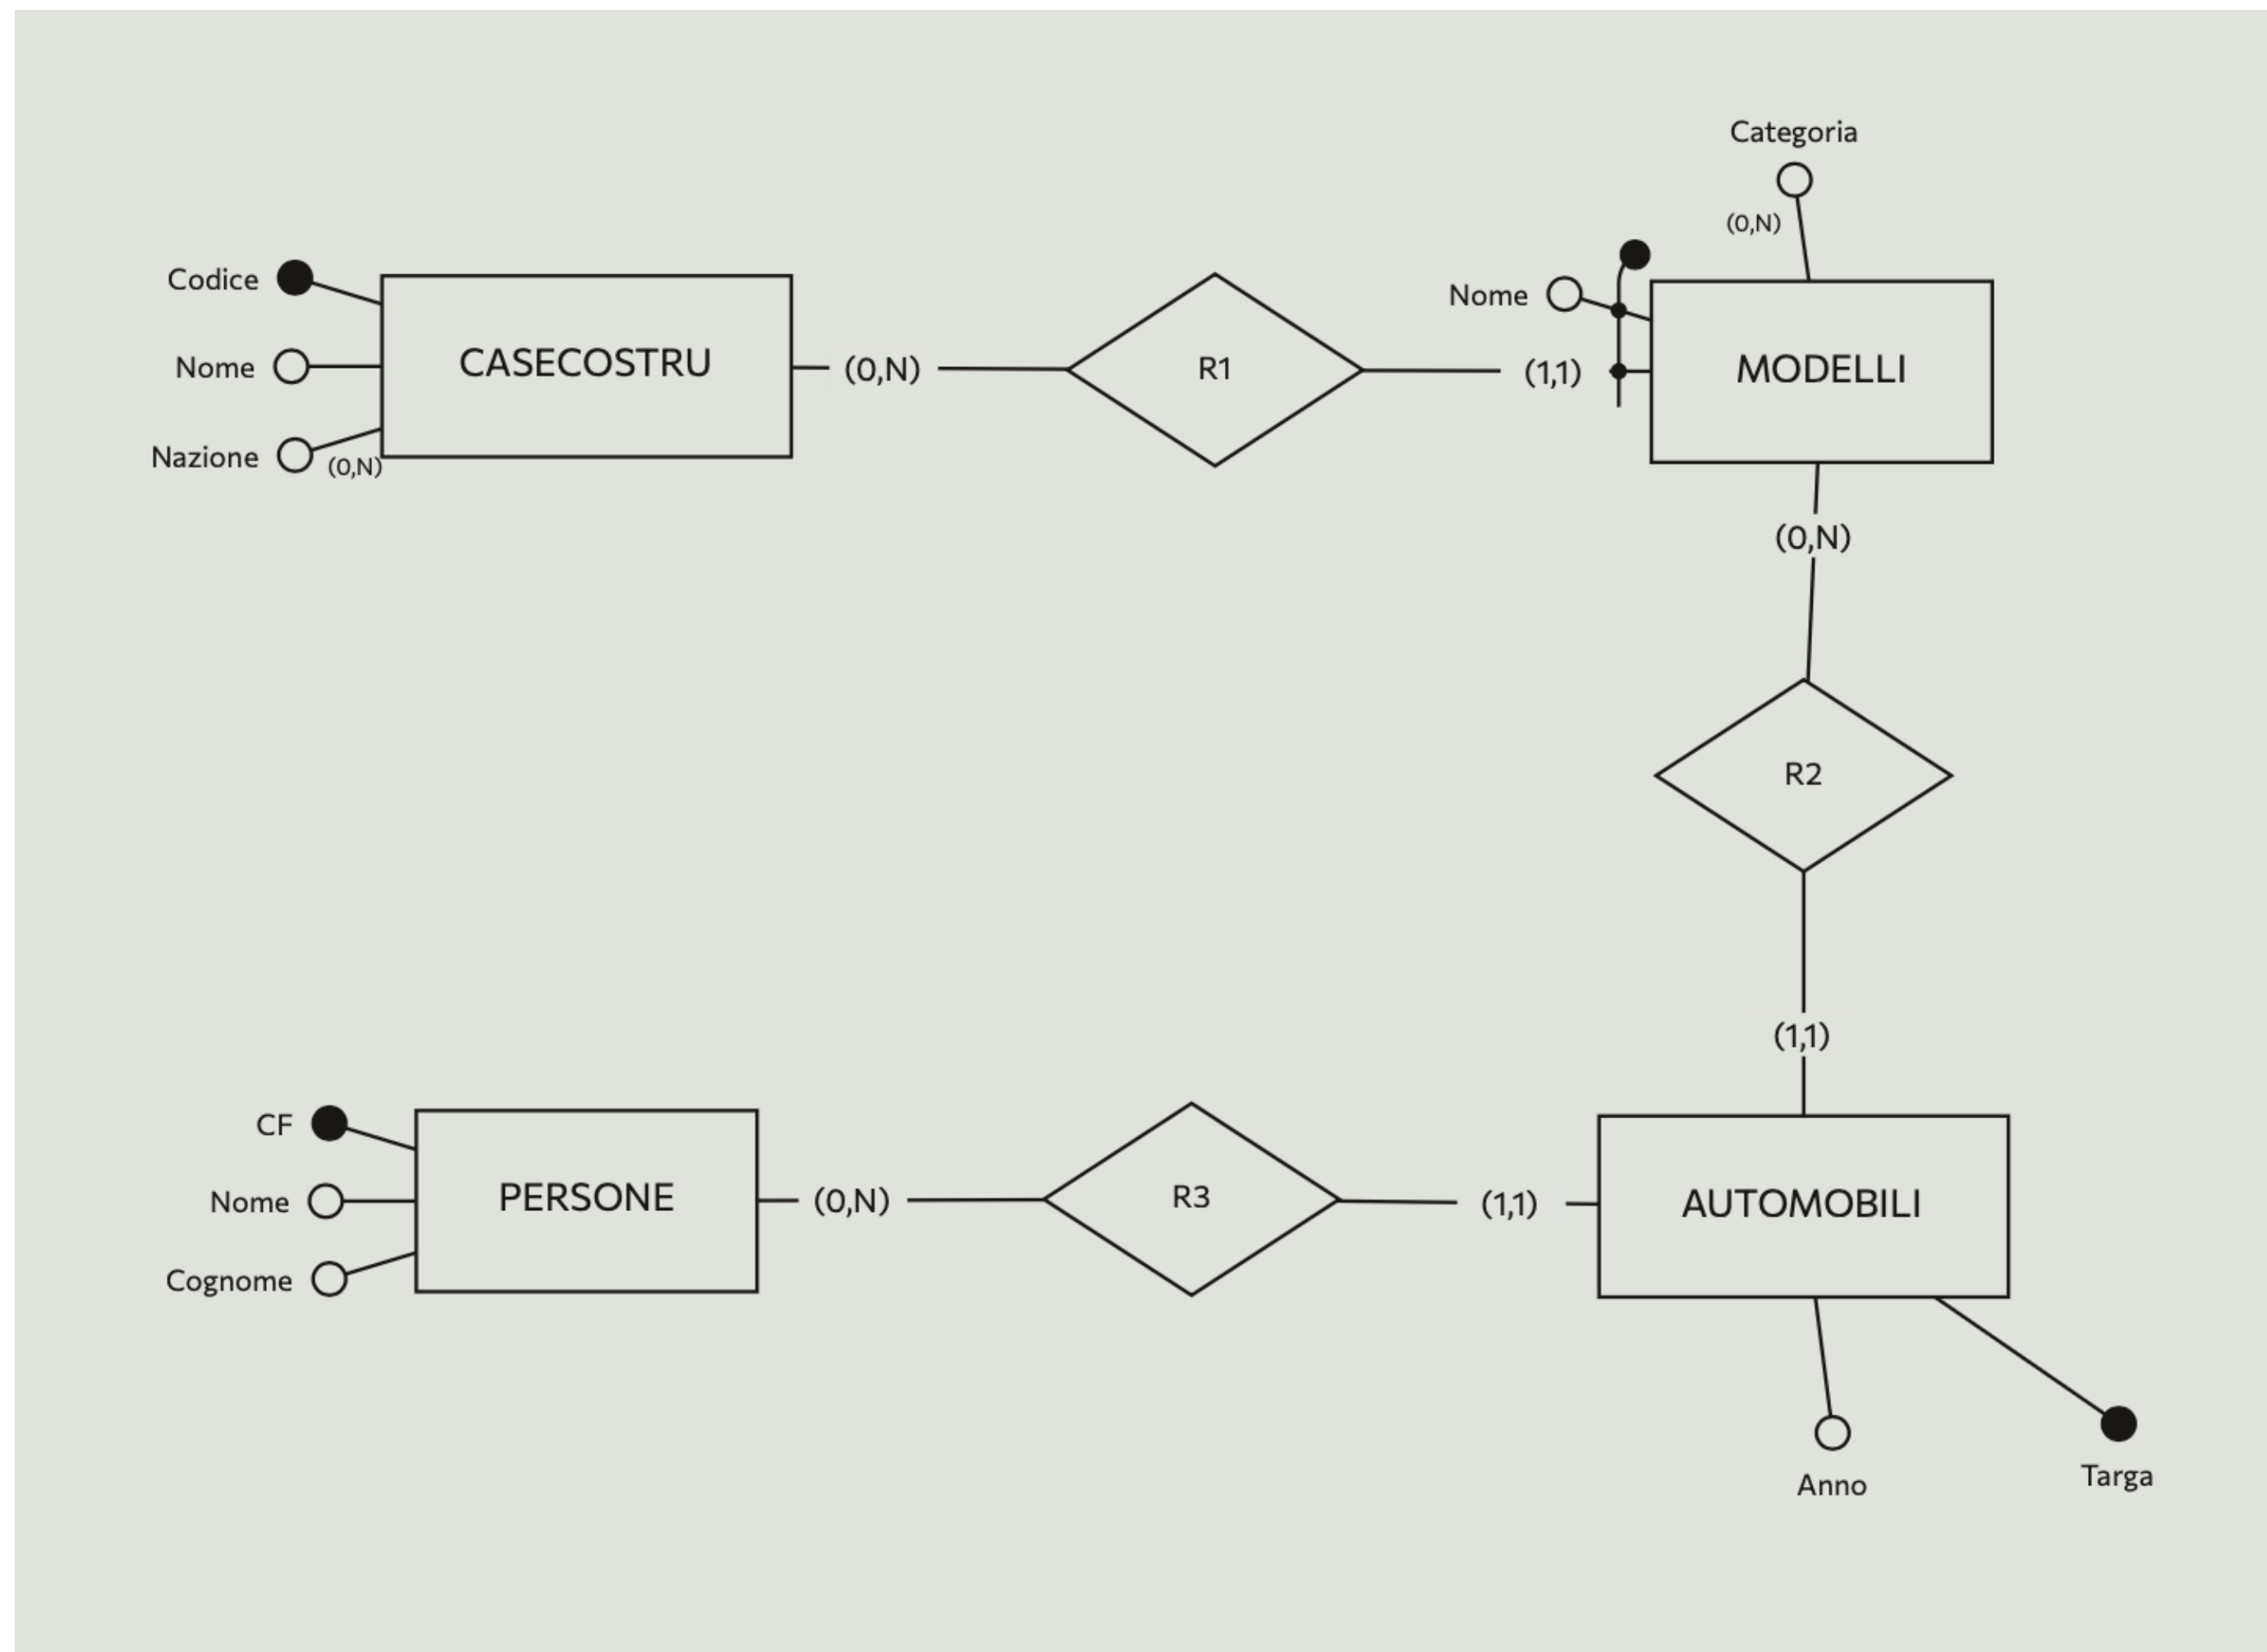 Categoria
(0,N)
Codice
Nome
CASECOSTRU
(0,N)
R1
(1,1)
Nome
MODELLI
Nazione
(0,N)
(0,N)
R2
(1,1)
CF
Nome
PERSONE
(0,N)
R3
(1,1)
AUTOMOBILI
Cognome
Anno
Targa